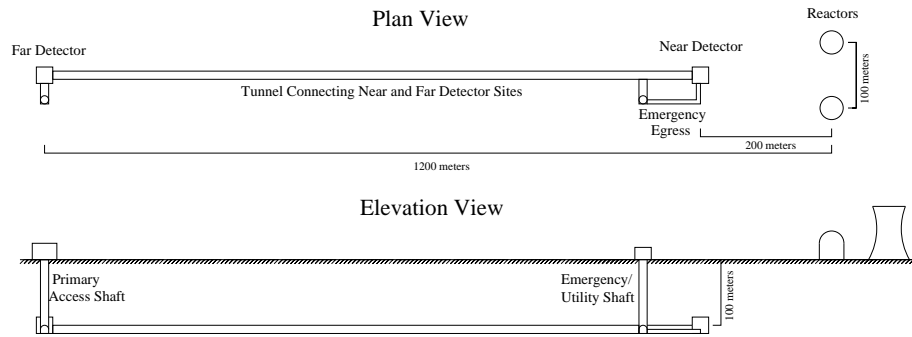 Plan View
Reactors
Far Detector
Near Detector
Tunnel Connecting Near and Far Detector Sites
100 meters
Emergency
Egress
200 meters
1200 meters
Elevation View
Primary
Access Shaft
Emergency/
Utility Shaft
100 meters